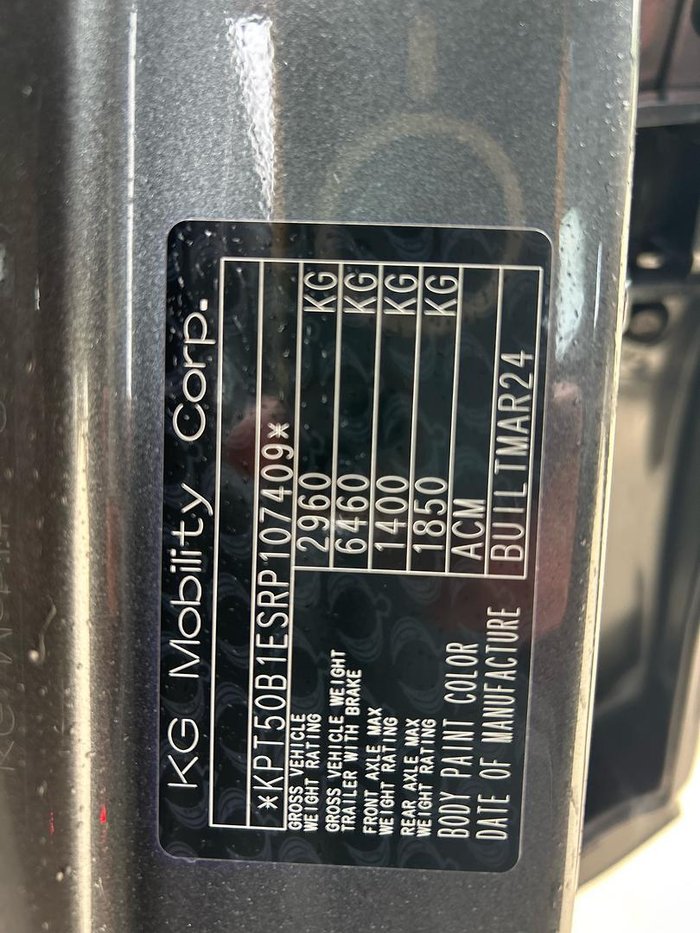 KG Mobility Corp.
*KPT50B1ESRP107409*
GROSS VEHICLE
WEIGHT RATING 2960 KG
GROSS VEHICLE WEIGHT
TRAILER WITH BRAKE 6460 KG
FRONT AXLE MAX
WEIGHT RATING 1400 KG
REAR AXLE MAX
WEIGHT RATING 1850 KG
BODY PAINT COLOR ACM
DATE OF MANUFACTURE BUILTMAR24